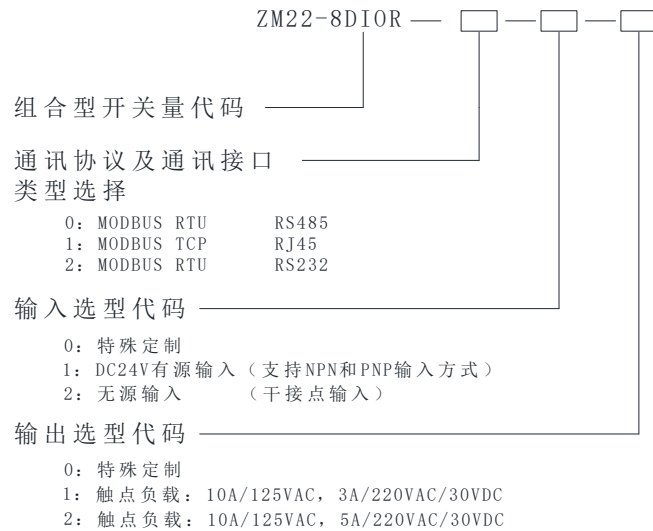 ZM22-8DIOR
组合型开关量代码
通讯协议及通讯接口
类型选择
0: MODBUS RTU RS485
1: MODBUS TCP RJ45
2: MODBUS RTU RS232
输入选型代码
0: 特殊定制
1: DC24V有源输入（支持NPN和PNP输入方式）
2: 无源输入 （干接点输入）
输出选型代码
0: 特殊定制
1: 触点负载: 10A/125VAC, 3A/220VAC/30VDC
2: 触点负载: 10A/125VAC, 5A/220VAC/30VDC